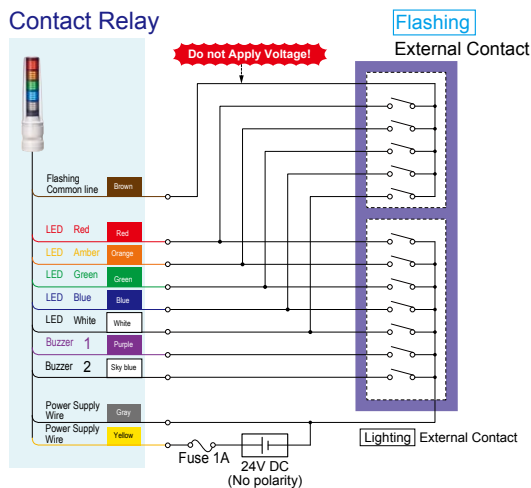 Contact Relay
Flashing
External Contact
Do not Apply Voltage!
Flashing
Common line
Brown
LED Red
Red
LED Amber
Orange
LED Green
Green
LED Blue
Blue
LED White
White
Buzzer 1
Purple
Buzzer 2
Sky blue
Power Supply
Wire
Gray
Power Supply
Wire
Yellow
Fuse 1A
24V DC
(No polarity)
Lighting External Contact